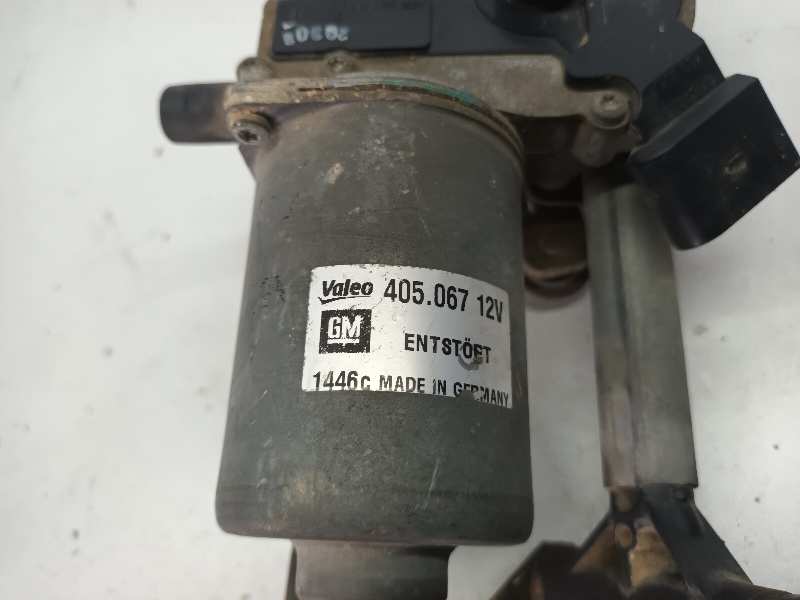 Valeo 405.067 12V
GM
ENTSTÖRT
1446c MADE IN GERMANY